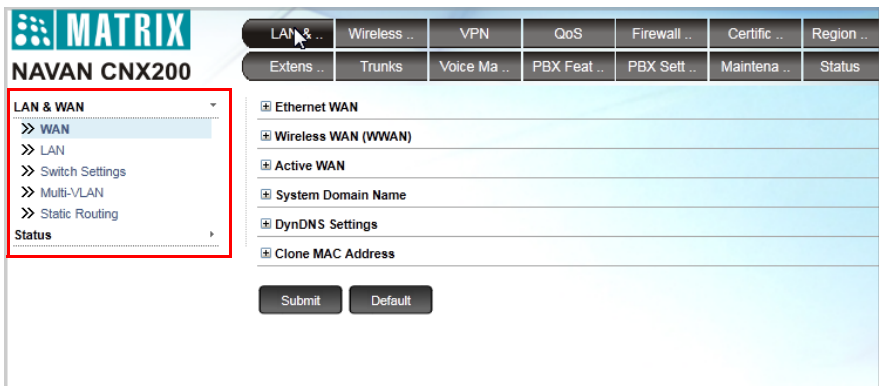 MATRIX
NAVAN CNX200
LAN & .. Wireless .. VPN QoS Firewall .. Certific .. Region ..
Extens .. Trunks Voice Ma .. PBX Feat .. PBX Sett .. Maintena .. Status
LAN & WAN
WAN
LAN
Switch Settings
Multi-VLAN
Static Routing
Status
Ethernet WAN
Wireless WAN (WWAN)
Active WAN
System Domain Name
DynDNS Settings
Clone MAC Address
Submit Default